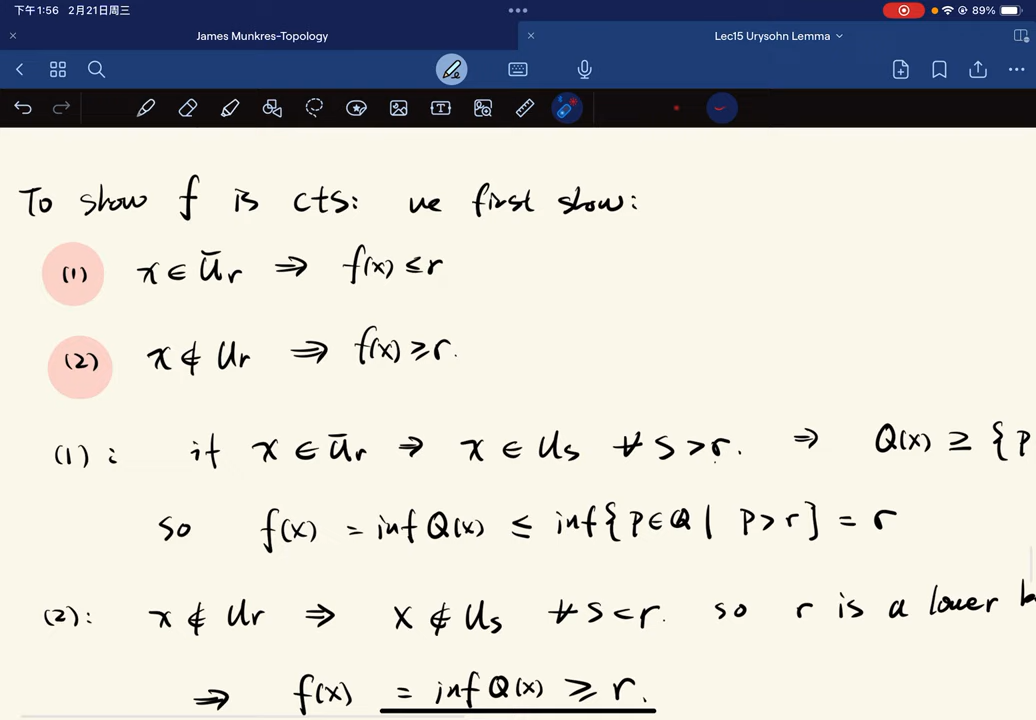 下午1:56 2月21日周三
89%
James Munkres-Topology
Lec15 Urysohn Lemma
To show f is cts: we first show:
(1) x ∈ Ūr ⇒ f(x) ≤ r
(2) x ∉ Ur ⇒ f(x) ≥ r.
(1): if x ∈ Ūr ⇒ x ∈ Us ∀ s > r. ⇒ Q(x) ≥ { p
so f(x) = inf Q(x) ≤ inf{ p ∈ Q | p > r } = r
(2): x ∉ Ur ⇒ x ∉ Us ∀ s < r. so r is a lower b
⇒ f(x) = inf Q(x) ≥ r.